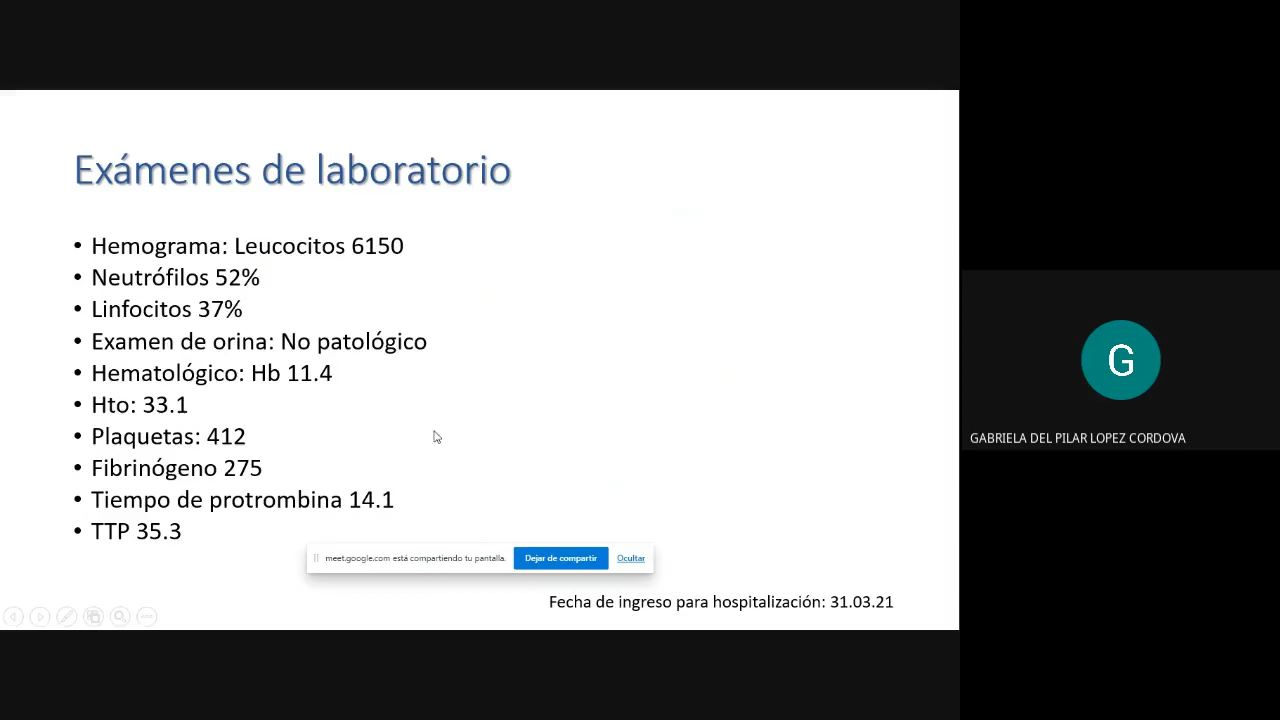 Exámenes de laboratorio
• Hemograma: Leucocitos 6150
• Neutrófilos 52%
• Linfocitos 37%
• Examen de orina: No patológico
• Hematológico: Hb 11.4
• Hto: 33.1
• Plaquetas: 412
• Fibrinógeno 275
• Tiempo de protrombina 14.1
• TTP 35.3
meet.google.com está compartiendo tu pantalla. Dejar de compartir Ocultar
Fecha de ingreso para hospitalización: 31.03.21
G
GABRIELA DEL PILAR LOPEZ CORDOVA